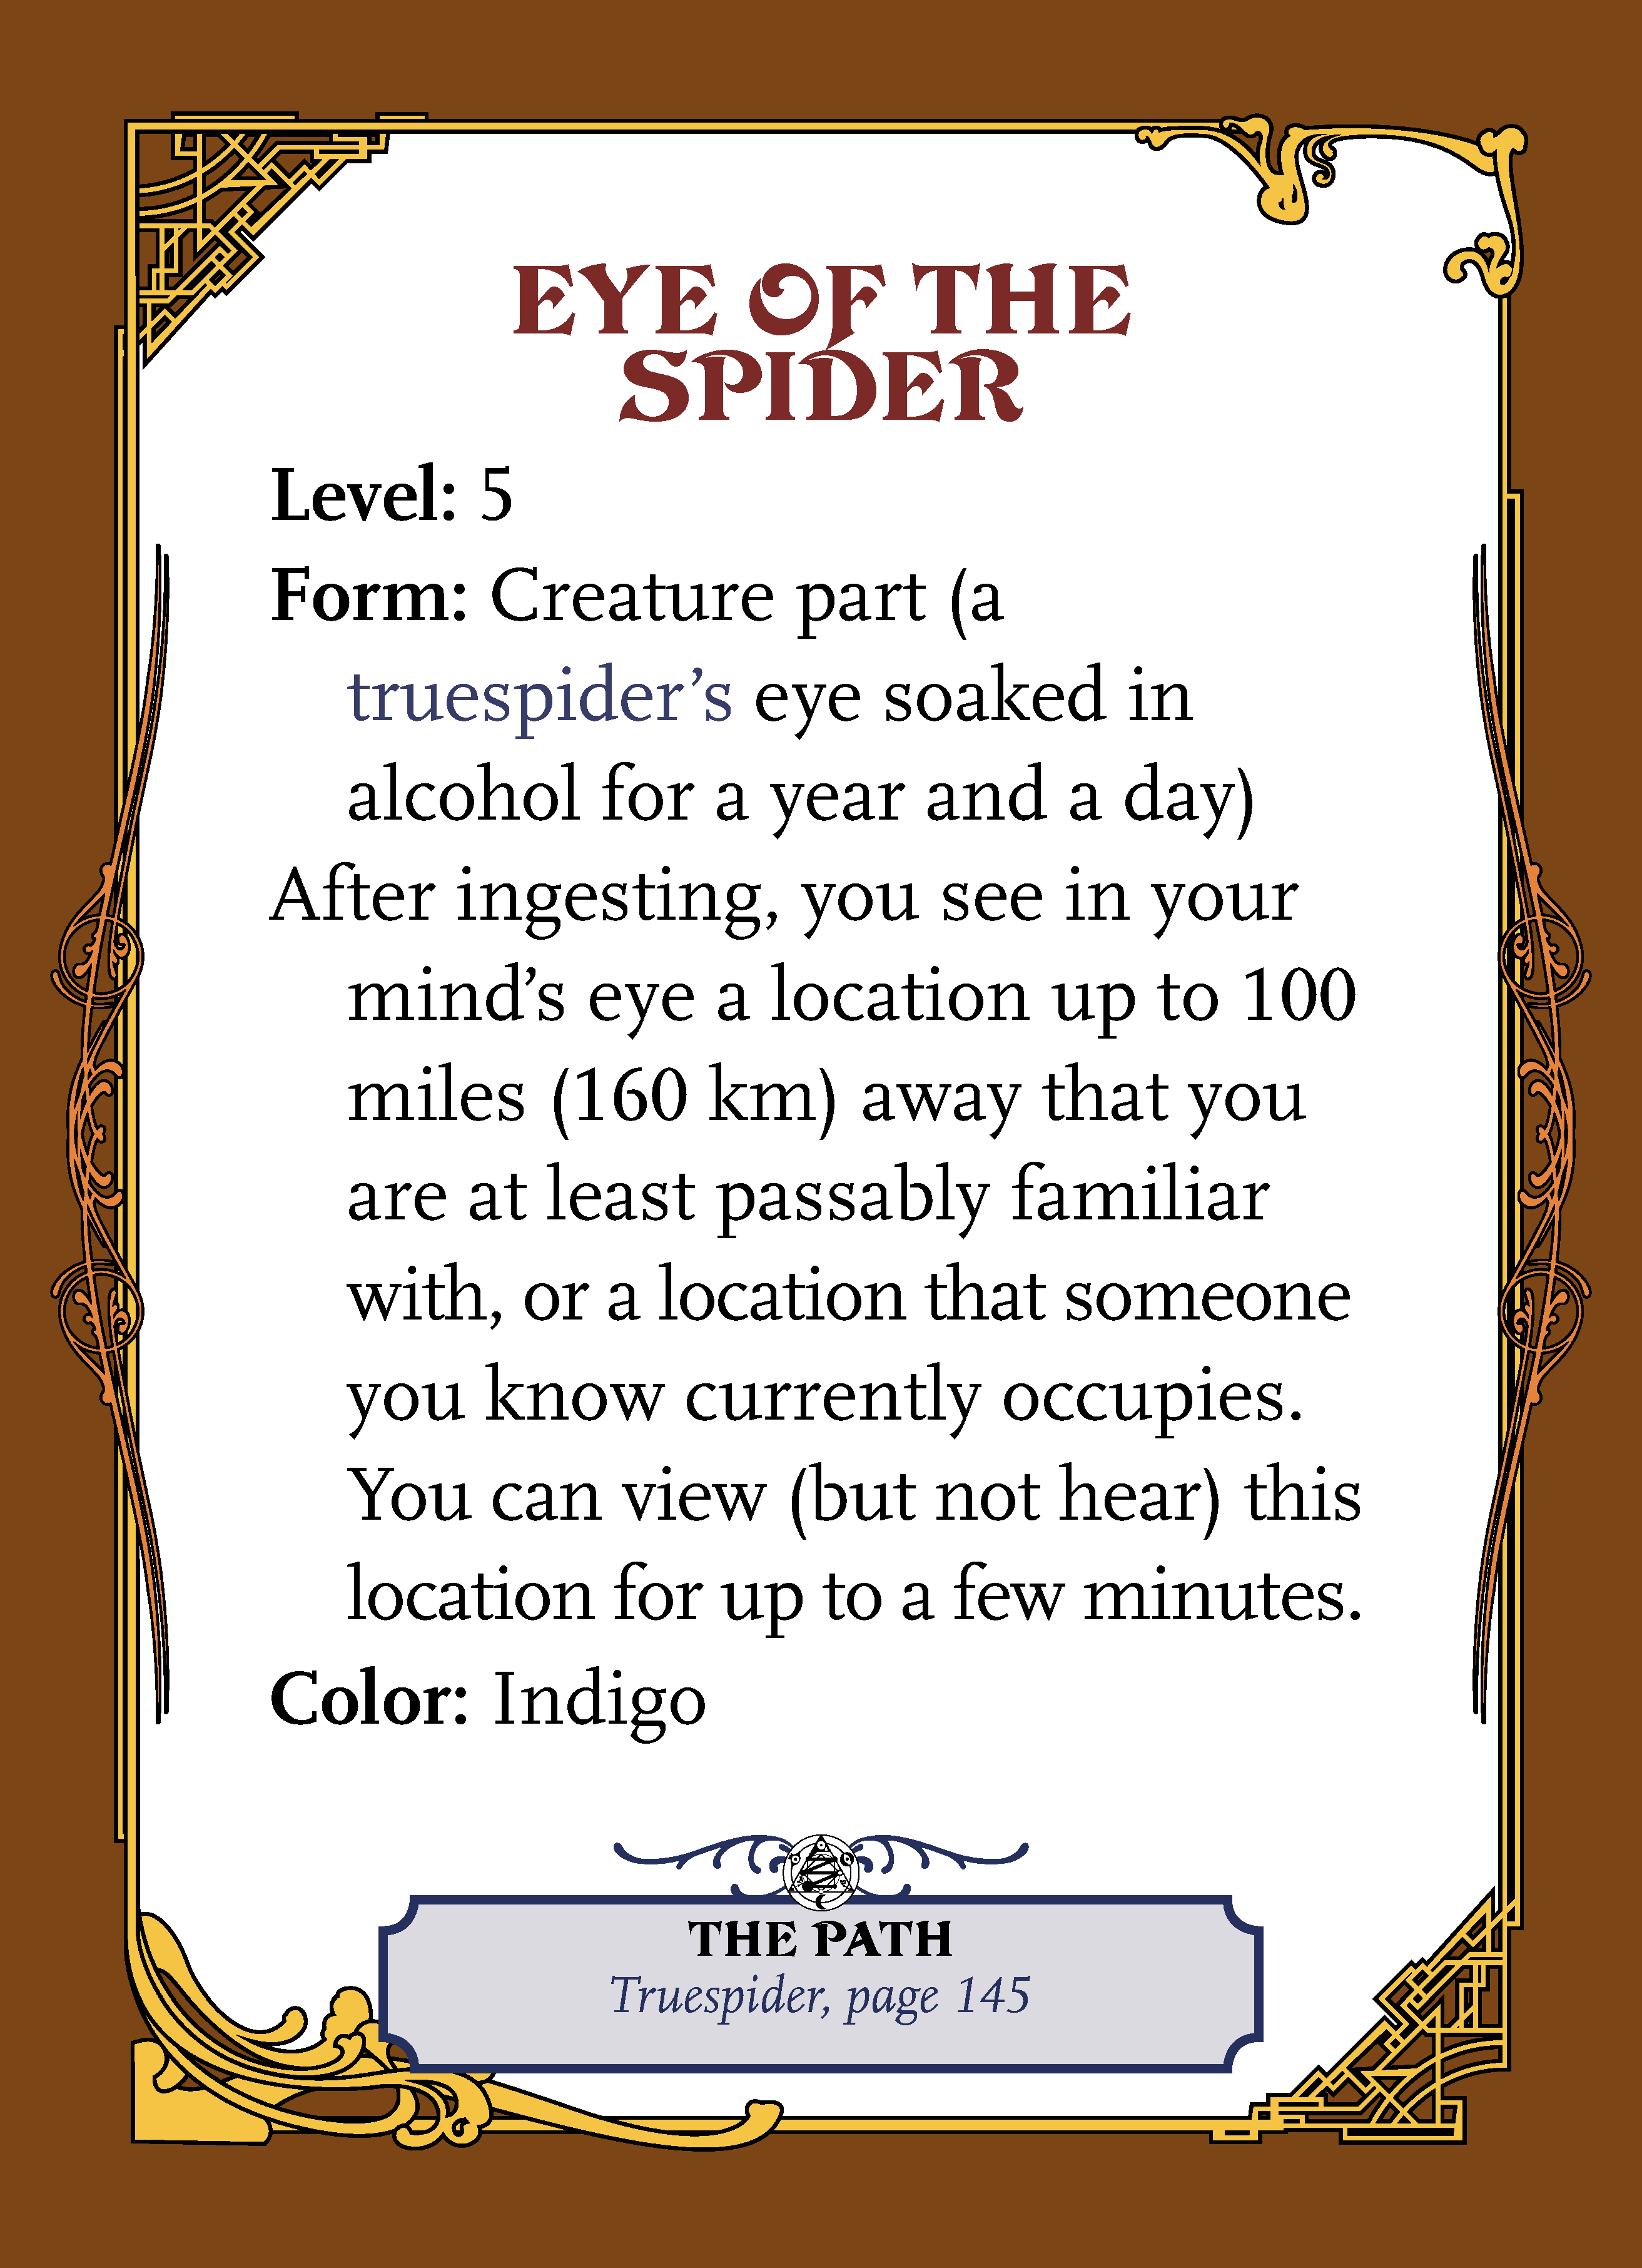 EYE OF THE
SPIDER
Level: 5
Form: Creature part (a
truespider’s eye soaked in
alcohol for a year and a day)
After ingesting, you see in your
mind’s eye a location up to 100
miles (160 km) away that you
are at least passably familiar
with, or a location that someone
you know currently occupies.
You can view (but not hear) this
location for up to a few minutes.
Color: Indigo
THE PATH
Truespider, page 145